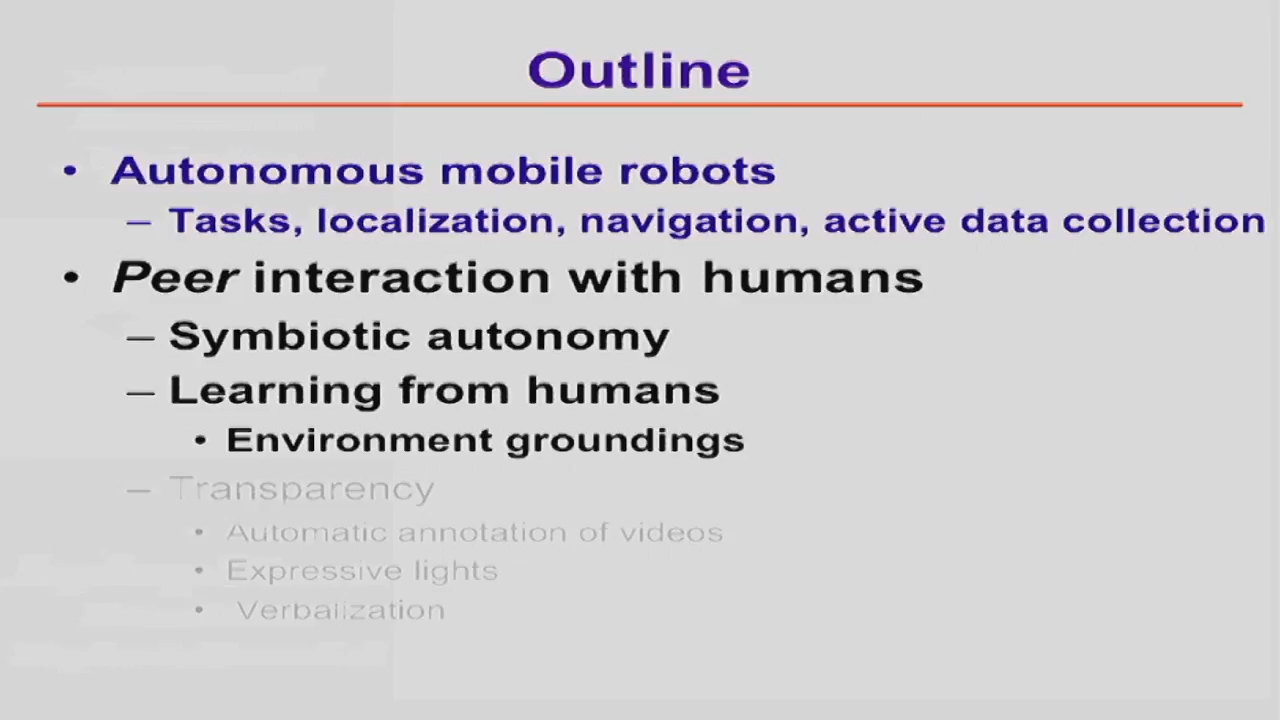 Outline
• Autonomous mobile robots
– Tasks, localization, navigation, active data collection
• Peer interaction with humans
– Symbiotic autonomy
– Learning from humans
• Environment groundings
– Transparency
• Automatic annotation of videos
• Expressive lights
• Verbalization